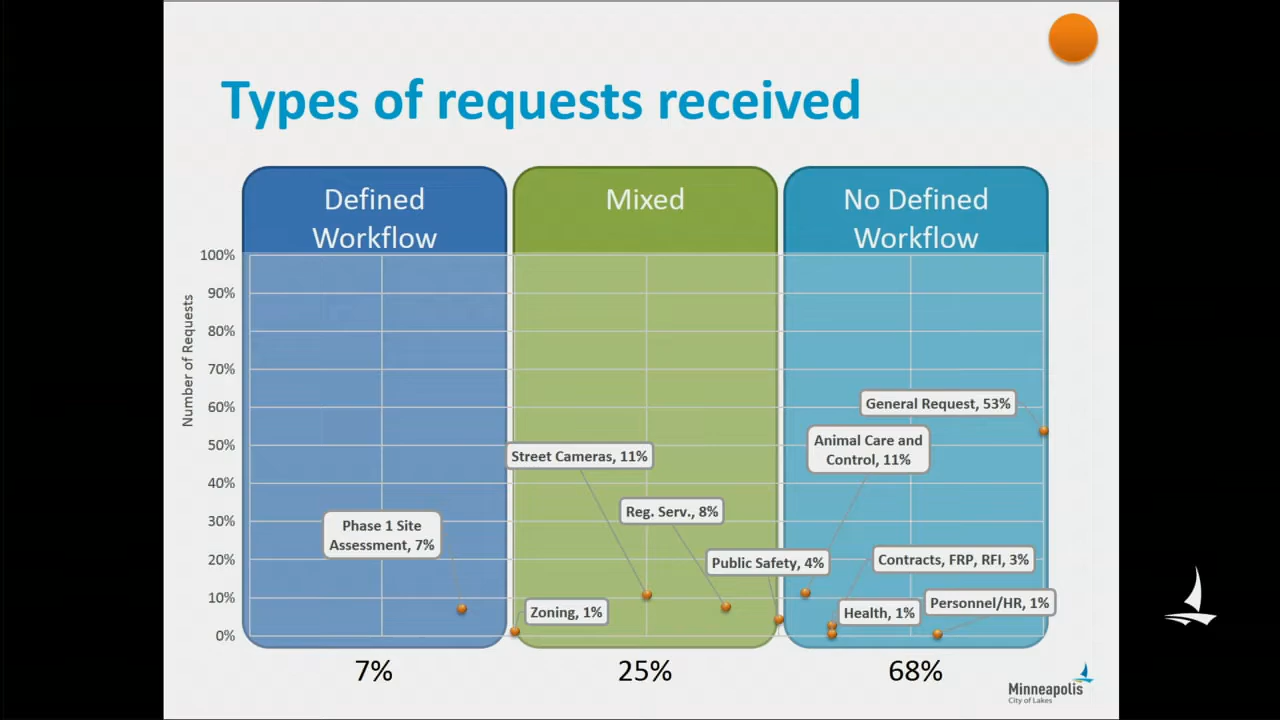 Types of requests received
Defined
Workflow
Mixed
No Defined
Workflow
Number of Requests
100%
90%
80%
70%
60%
50%
40%
30%
20%
10%
0%
Phase 1 Site
Assessment, 7%
Street Cameras, 11%
Reg. Serv., 8%
Public Safety, 4%
Zoning, 1%
General Request, 53%
Animal Care and
Control, 11%
Contracts, FRP, RFI, 3%
Health, 1%
Personnel/HR, 1%
7%
25%
68%
Minneapolis
City of Lakes